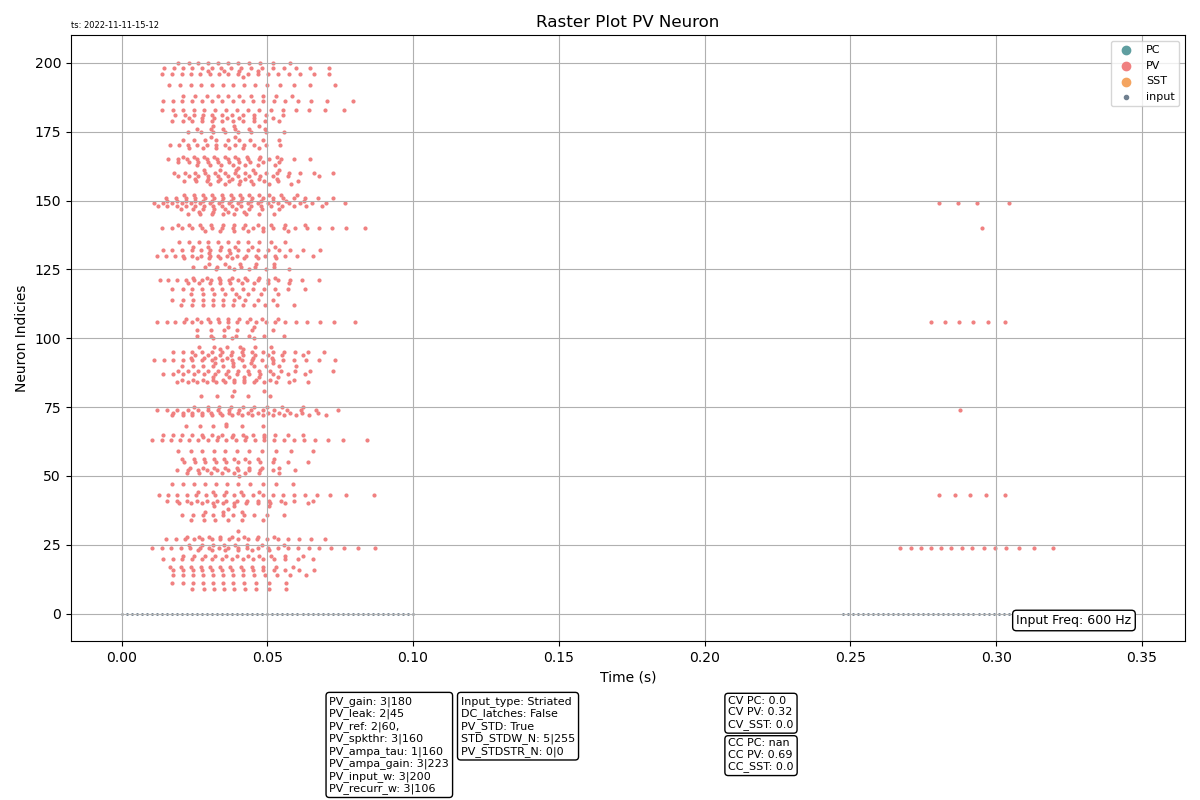 ts: 2022-11-11-15-12
Raster Plot PV Neuron
PC
PV
SST
input
Neuron Indicies
200
175
150
125
100
75
50
25
0
Input Freq: 600 Hz
0.00 0.05 0.10 0.15 0.20 0.25 0.30 0.35
Time (s)
PV_gain: 3|180
PV_leak: 2|45
PV_ref: 2|60,
PV_spkthr: 3|160
PV_ampa_tau: 1|160
PV_ampa_gain: 3|223
PV_input_w: 3|200
PV_recurr_w: 3|106
Input_type: Striated
DC_latches: False
PV_STD: True
STD_STDW_N: 5|255
PV_STDSTR_N: 0|0
CV PC: 0.0
CV PV: 0.32
CV_SST: 0.0
CC PC: nan
CC PV: 0.69
CC_SST: 0.0